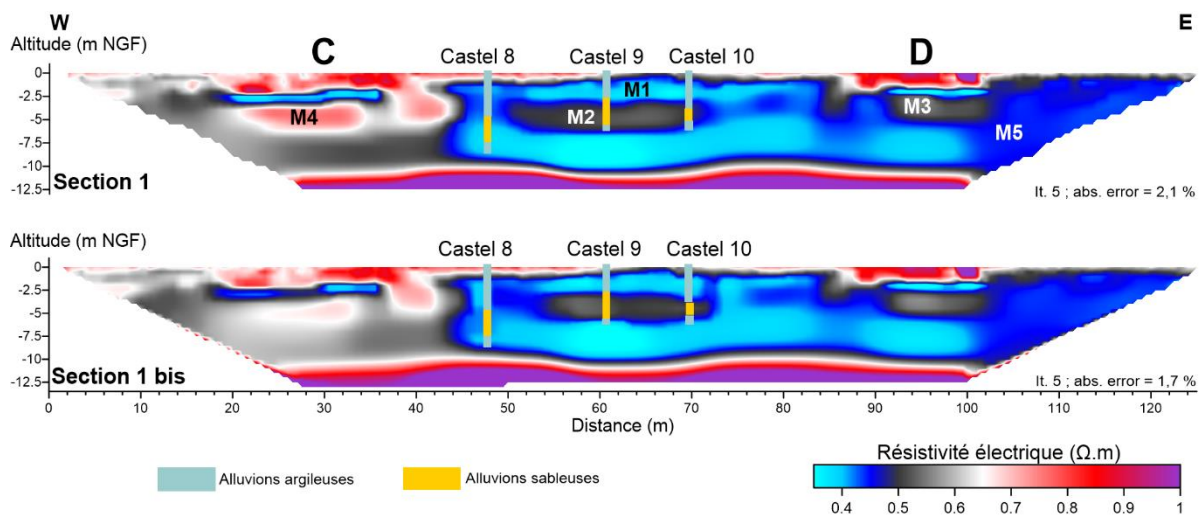 W
E
Altitude (m NGF)
C
D
Castel 8
Castel 9
Castel 10
0
-2.5
-5
-7.5
-10
-12.5
M1
M2
M3
M4
M5
Section 1
It. 5 ; abs. error = 2,1 %
Altitude (m NGF)
Castel 8
Castel 9
Castel 10
0
-2.5
-5
-7.5
-10
-12.5
Section 1 bis
It. 5 ; abs. error = 1,7 %
0 10 20 30 40 50 60 70 80 90 100 110 120
Distance (m)
Alluvions argileuses
Alluvions sableuses
Résistivité électrique (Ω.m)
0.4 0.5 0.6 0.7 0.8 0.9 1